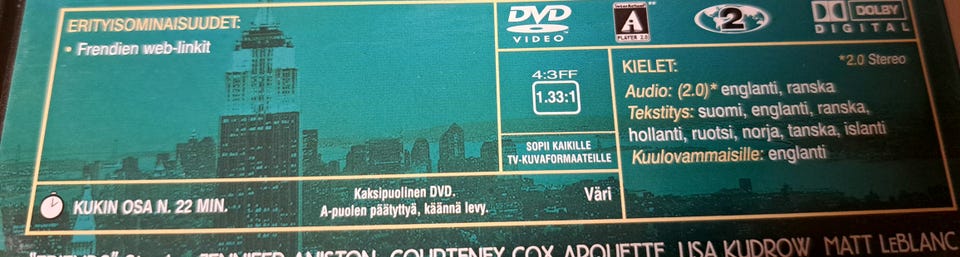 ERITYISOMINAISUUDET:
• Frendien web-linkit
DVD
VIDEO
A
PLAYER 2.0
2
DOLBY
DIGITAL
4:3FF
1.33:1
SOPII KAIKILLE
TV-KUVAFORMAATEILLE
KIELET:
*2.0 Stereo
Audio: (2.0)* englanti, ranska
Tekstitys: suomi, englanti, ranska,
hollanti, ruotsi, norja, tanska, islanti
Kuulovammaisille: englanti
KUKIN OSA N. 22 MIN.
Kaksipuolinen DVD.
A-puolen päätyttyä, käännä levy.
Väri
JENNIFER ANISTON COURTENEY COX ARQUETTE LISA KUDROW MATT LeBLANC